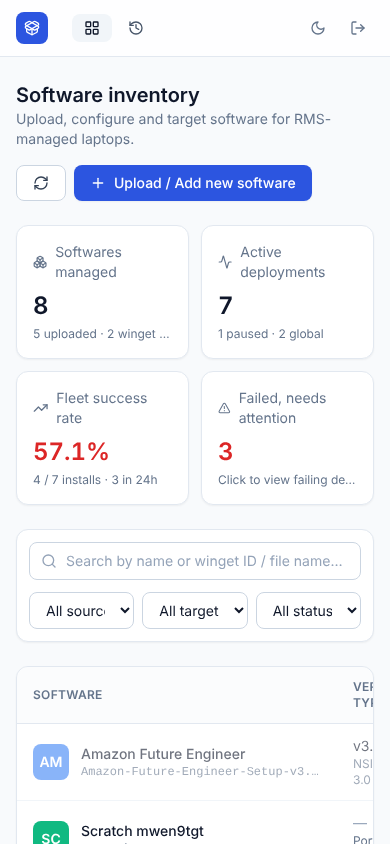 Software inventory
Upload, configure and target software for RMS-
managed laptops.
Upload / Add new software
Softwares
managed
8
5 uploaded · 2 winget ...
Active
deployments
7
1 paused · 2 global
Fleet success
rate
57.1%
4 / 7 installs · 3 in 24h
Failed, needs
attention
3
Click to view failing de...
Search by name or winget ID / file name...
All source
All target
All status
SOFTWARE
AM
Amazon Future Engineer
Amazon-Future-Engineer-Setup-v3.…
v3.
3.0
SC
Scratch mwen9tgt
—